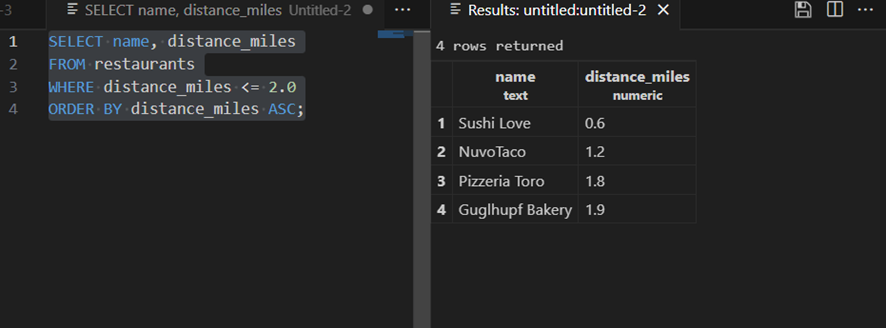 -3
SELECT name, distance_miles Untitled-2
1 SELECT name, distance_miles
2 FROM restaurants
3 WHERE distance_miles <= 2.0
4 ORDER BY distance_miles ASC;
Results: untitled:untitled-2
4 rows returned
name distance_miles
text numeric
1 Sushi Love 0.6
2 NuvoTaco 1.2
3 Pizzeria Toro 1.8
4 Guglhupf Bakery 1.9